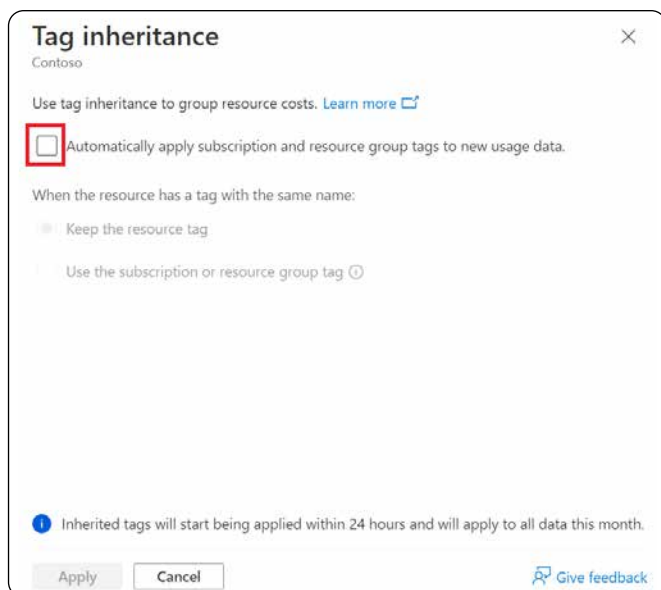 Tag inheritance
Contoso
Use tag inheritance to group resource costs. Learn more
Automatically apply subscription and resource group tags to new usage data.
When the resource has a tag with the same name:
Keep the resource tag
Use the subscription or resource group tag
Inherited tags will start being applied within 24 hours and will apply to all data this month.
Apply Cancel Give feedback